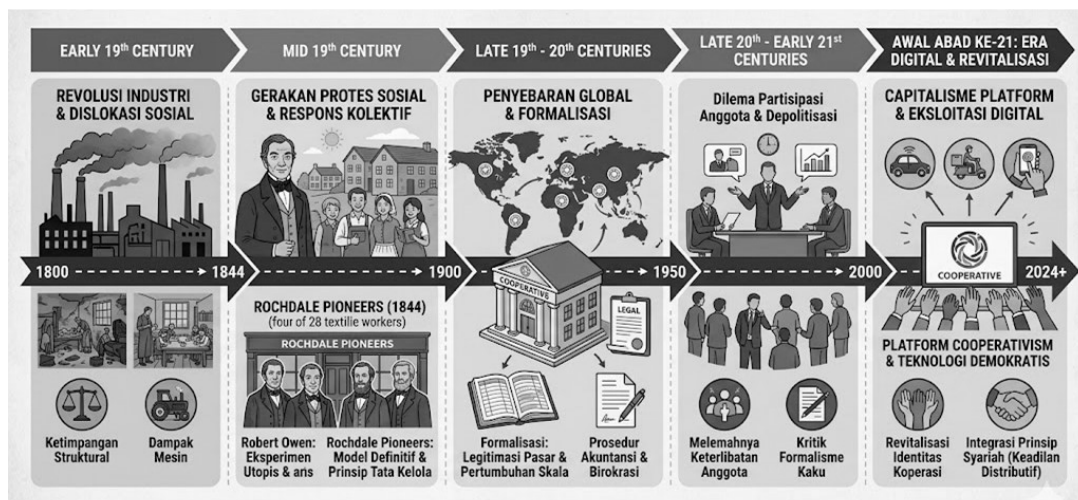 EARLY 19th CENTURY
MID 19th CENTURY
LATE 19th - 20th CENTURIES
LATE 20th - EARLY 21st
CENTURIES
AWAL ABAD KE-21: ERA
DIGITAL & REVITALISASI
REVOLUSI INDUSTRI
& DISLOKASI SOSIAL
GERAKAN PROTES SOSIAL
& RESPONS KOLEKTIF
PENYEBARAN GLOBAL
& FORMALISASI
Dilema Partisipasi
Anggota & Depolitisasi
CAPITALISME PLATFORM
& EKSLOITASI DIGITAL
1800
1844
1900
1950
2000
2024+
COOPERATIVE
COOPERATIVE
LEGAL
ROCHDALE PIONEERS (1844)
(four of 28 textilie workers)
ROCHDALE PIONEERS
PLATFORM COOPERATIVISM
& TEKNOLOGI DEMOKRATIS
Ketimpangan
Struktural
Dampak
Mesin
Robert Owen:
Eksperimen
Utopis & ans
Rochdale Pioneers:
Model Definitif &
Prinsip Tata Kelola
Formalisasi:
Legitimasi Pasar &
Pertumbuhan Skala
Prosedur
Akuntansi &
Birokrasi
Melemahnya
Keterlibatan
Anggota
Kritik
Formalisme
Kaku
Revitalisasi
Identitas
Koperasi
Integrasi Prinsip
Syariah (Keadilan
Distributif)